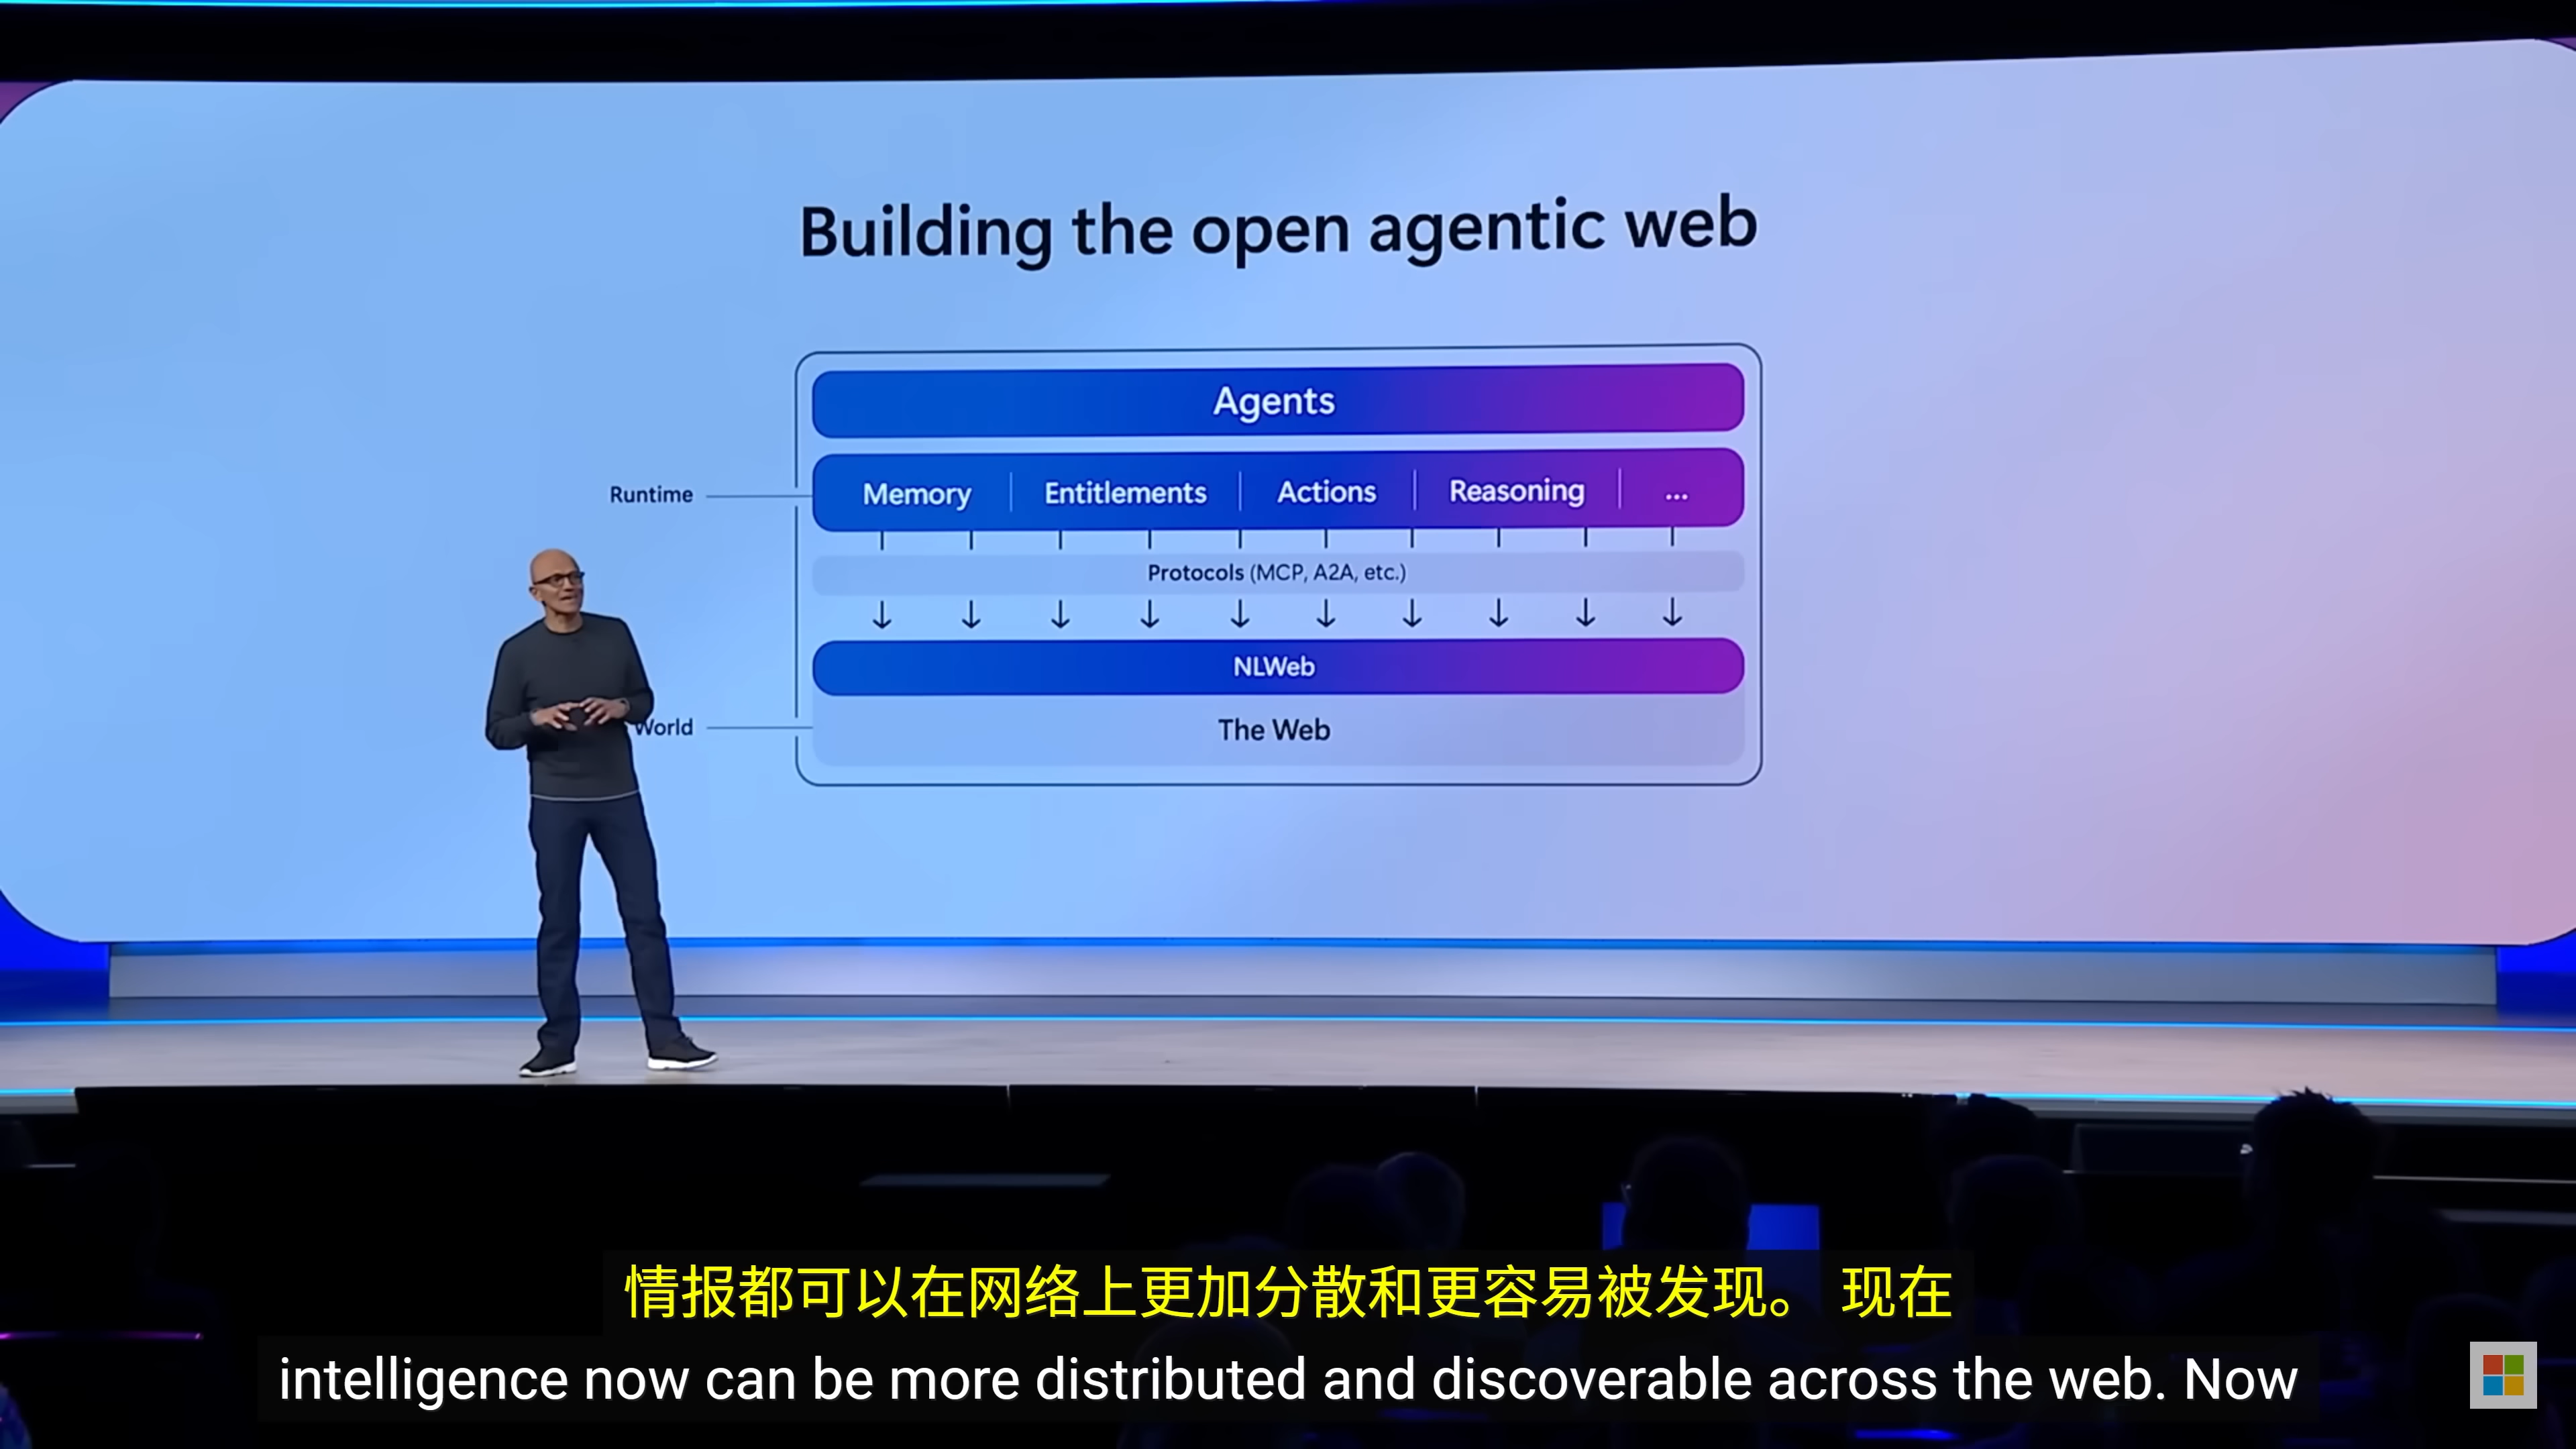 Building the open agentic web
Agents
Runtime
Memory | Entitlements | Actions | Reasoning | ...
Protocols (MCP, A2A, etc.)
NLWeb
World
The Web
情报都可以在网络上更加分散和更容易被发现。 现在
intelligence now can be more distributed and discoverable across the web. Now